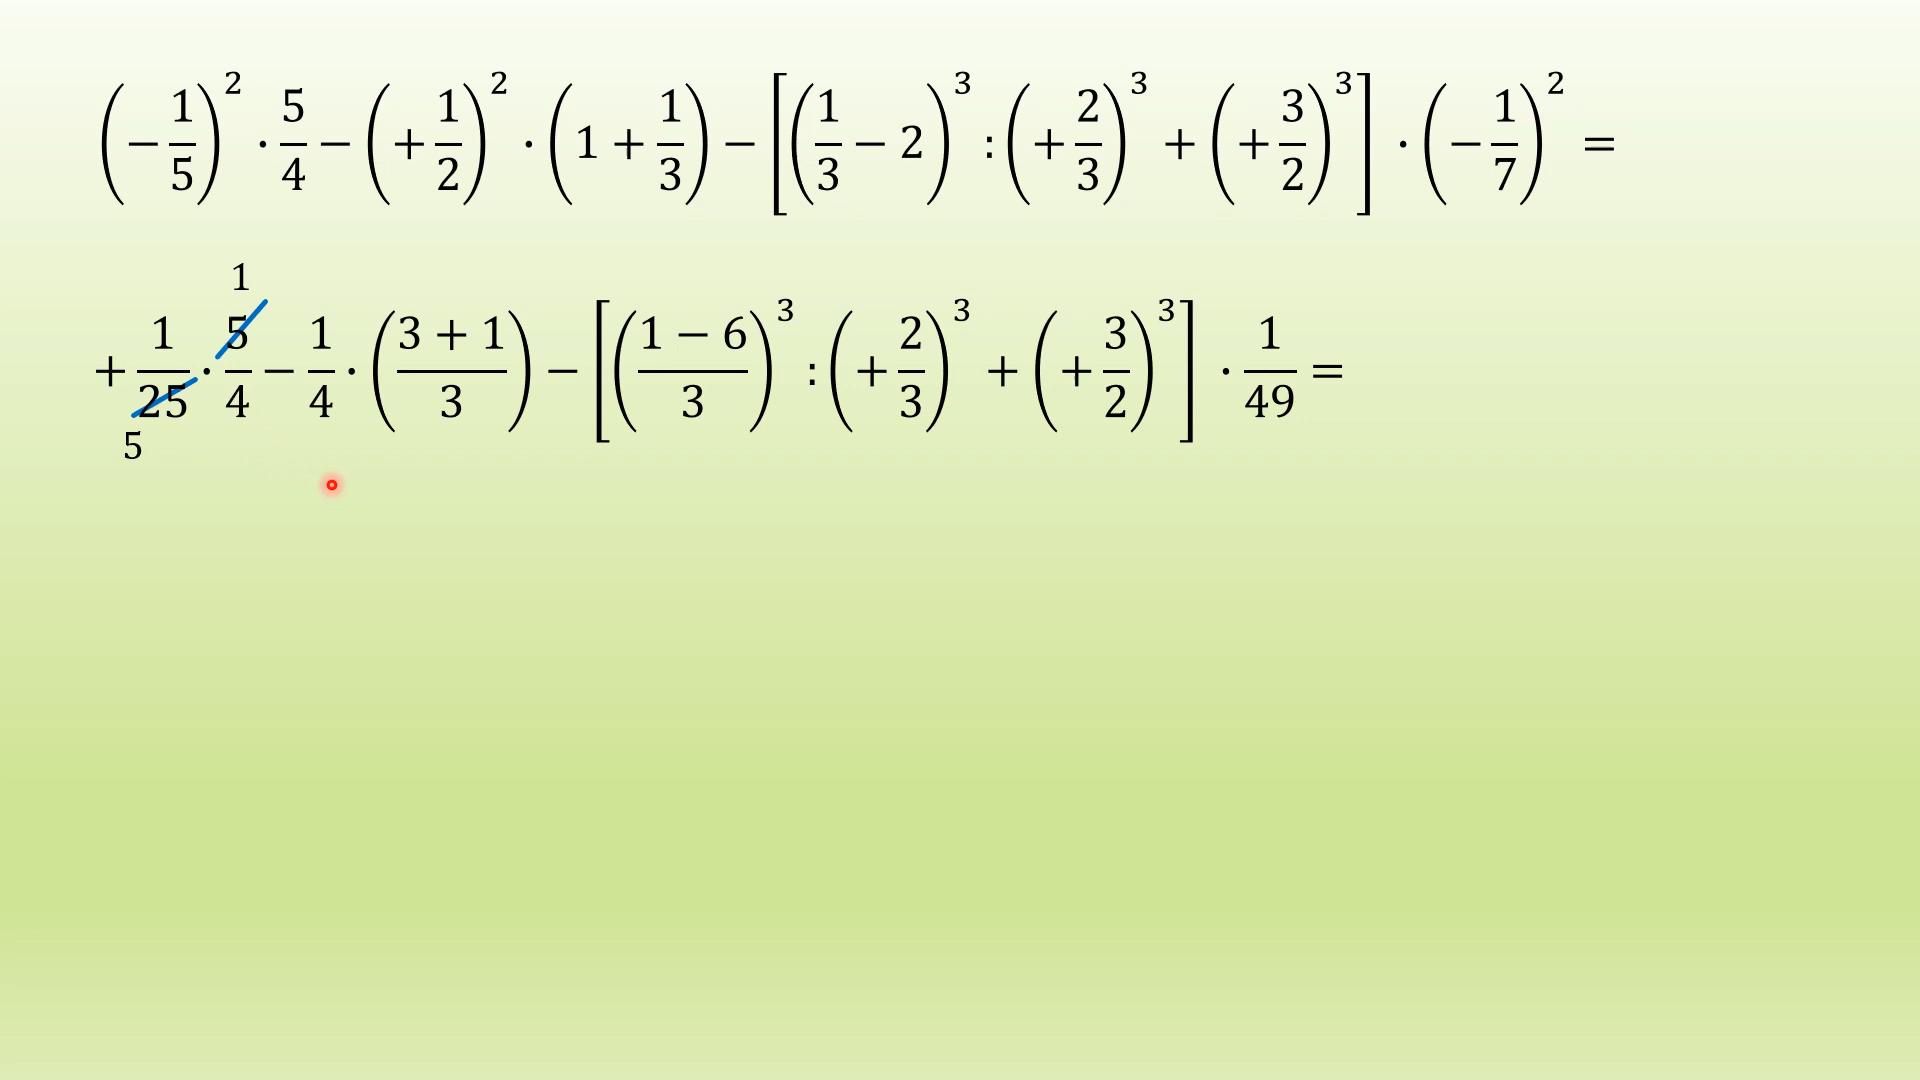 (−1/5)² · 5/4 − (+1/2)² · (1 + 1/3) − [(1/3 − 2)³ : (+2/3)³ + (+3/2)³] · (−1/7)² =
1
+ 1/25 · 5/4 − 1/4 · ((3 + 1)/3) − [((1 − 6)/3)³ : (+2/3)³ + (+3/2)³] · 1/49 =
5